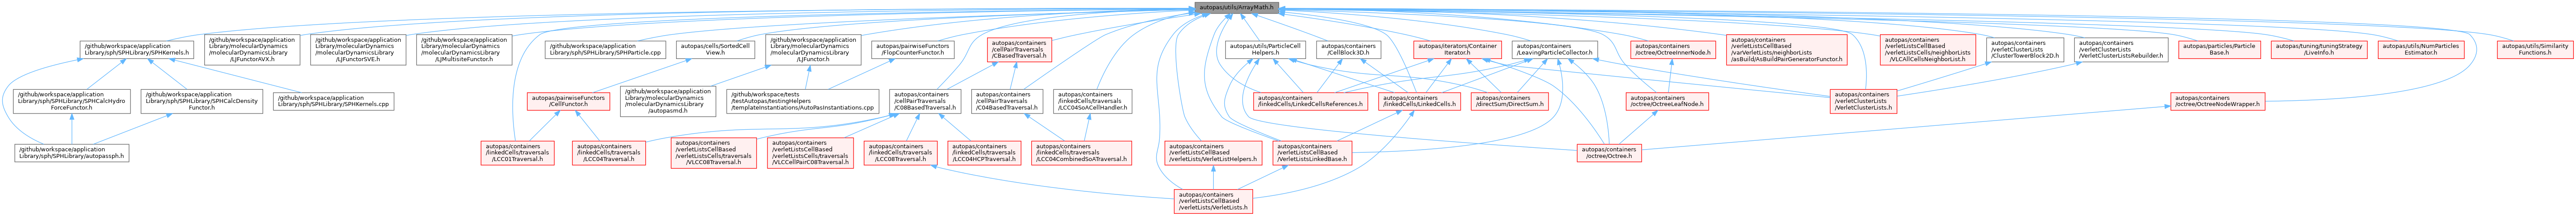 autopas/utils/ArrayMath.h
/github/workspace/application
Library/sph/SPHLibrary/SPHKernels.h
/github/workspace/application
Library/molecularDynamics
/molecularDynamicsLibrary
/LJFunctorAVX.h
/github/workspace/application
Library/molecularDynamics
/molecularDynamicsLibrary
/LJFunctorSVE.h
/github/workspace/application
Library/molecularDynamics
/molecularDynamicsLibrary
/LJMultisiteFunctor.h
/github/workspace/application
Library/sph/SPHLibrary/SPHParticle.cpp
autopas/cells/SortedCell
View.h
/github/workspace/application
Library/molecularDynamics
/molecularDynamicsLibrary
/LJFunctor.h
autopas/pairwiseFunctors
/FlopCounterFunctor.h
autopas/containers
/cellPairTraversals
/CBasedTraversal.h
autopas/utils/ParticleCell
Helpers.h
autopas/containers
/CellBlock3D.h
autopas/iterators/Container
Iterator.h
autopas/containers
/LeavingParticleCollector.h
autopas/containers
/octree/OctreeInnerNode.h
autopas/containers
/verletListsCellBased
/varVerletLists/neighborLists
/asBuild/AsBuildPairGeneratorFunctor.h
autopas/containers
/verletListsCellBased
/verletListsCells/neighborLists
/VLCAllCellsNeighborList.h
autopas/containers
/verletClusterLists
/ClusterTowerBlock2D.h
autopas/containers
/verletClusterLists
/VerletClusterListsRebuilder.h
autopas/particles/Particle
Base.h
autopas/tuning/tuningStrategy
/LiveInfo.h
autopas/utils/NumParticles
Estimator.h
autopas/utils/Similarity
Functions.h
/github/workspace/application
Library/sph/SPHLibrary/SPHCalcHydro
ForceFunctor.h
/github/workspace/application
Library/sph/SPHLibrary/SPHCalcDensity
Functor.h
/github/workspace/application
Library/sph/SPHLibrary/SPHKernels.cpp
autopas/pairwiseFunctors
/CellFunctor.h
/github/workspace/application
Library/molecularDynamics
/molecularDynamicsLibrary
/autopasmd.h
/github/workspace/tests
/testAutopas/testingHelpers
/templateInstantiations/AutoPasInstantiations.cpp
autopas/containers
/cellPairTraversals
/C08BasedTraversal.h
autopas/containers
/cellPairTraversals
/C04BasedTraversal.h
autopas/containers
/linkedCells/traversals
/LCC04SoACellHandler.h
autopas/containers
/linkedCells/LinkedCellsReferences.h
autopas/containers
/linkedCells/LinkedCells.h
autopas/containers
/directSum/DirectSum.h
autopas/containers
/octree/OctreeLeafNode.h
autopas/containers
/verletClusterLists
/VerletClusterLists.h
autopas/containers
/octree/OctreeNodeWrapper.h
/github/workspace/application
Library/sph/SPHLibrary/autopassph.h
autopas/containers
/linkedCells/traversals
/LCC01Traversal.h
autopas/containers
/linkedCells/traversals
/LCC04Traversal.h
autopas/containers
/verletListsCellBased
/verletListsCells/traversals
/VLCC08Traversal.h
autopas/containers
/verletListsCellBased
/verletListsCells/traversals
/VLCCellPairC08Traversal.h
autopas/containers
/linkedCells/traversals
/LCC08Traversal.h
autopas/containers
/linkedCells/traversals
/LCC04HCPTraversal.h
autopas/containers
/linkedCells/traversals
/LCC04CombinedSoATraversal.h
autopas/containers
/verletListsCellBased
/verletLists/VerletListHelpers.h
autopas/containers
/verletListsCellBased
/VerletListsLinkedBase.h
autopas/containers
/octree/Octree.h
autopas/containers
/verletListsCellBased
/verletLists/VerletLists.h